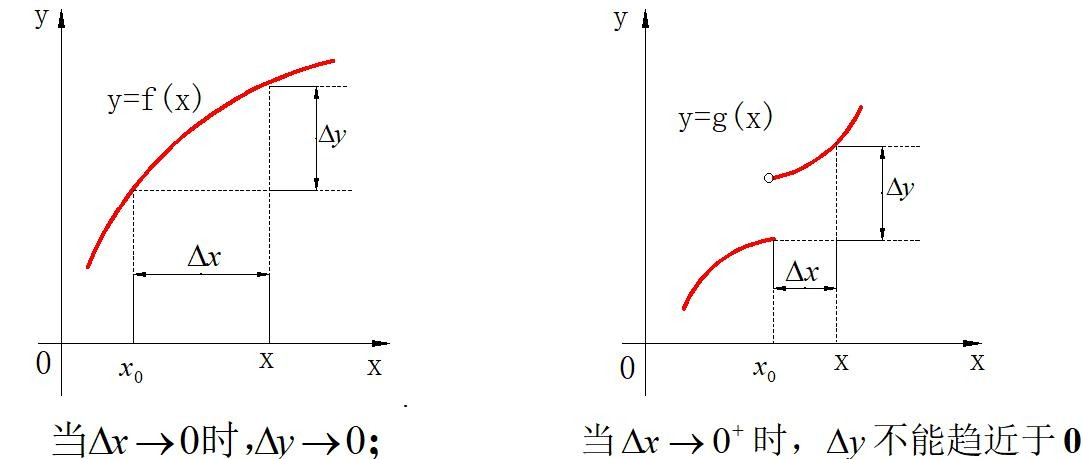 y
y=f(x)
Δy
Δx
0
x₀
x
x
当Δx→0时,Δy→0;
y
y=g(x)
Δy
Δx
0
x₀
x
x
当Δx→0⁺时，Δy不能趋近于0